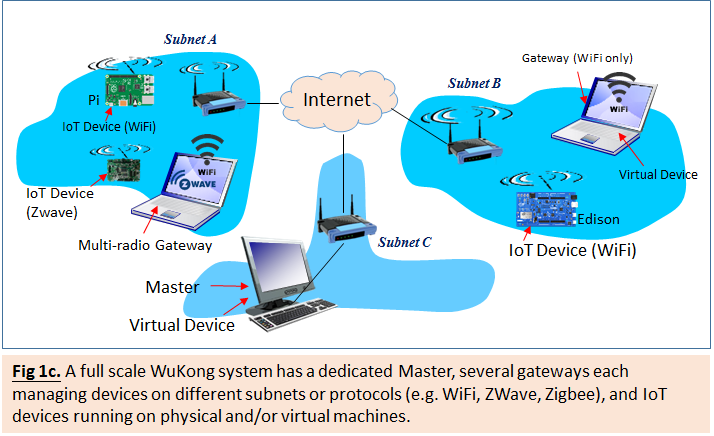 Subnet A
Pi
IoT Device (WiFi)
IoT Device
(Zwave)
WiFi
ZWAVE
Multi-radio Gateway
Internet
Gateway (WiFi only)
Subnet B
WiFi
Virtual Device
Edison
IoT Device (WiFi)
Subnet C
Master
Virtual Device
Fig 1c. A full scale WuKong system has a dedicated Master, several gateways each
managing devices on different subnets or protocols (e.g. WiFi, ZWave, Zigbee), and IoT
devices running on physical and/or virtual machines.